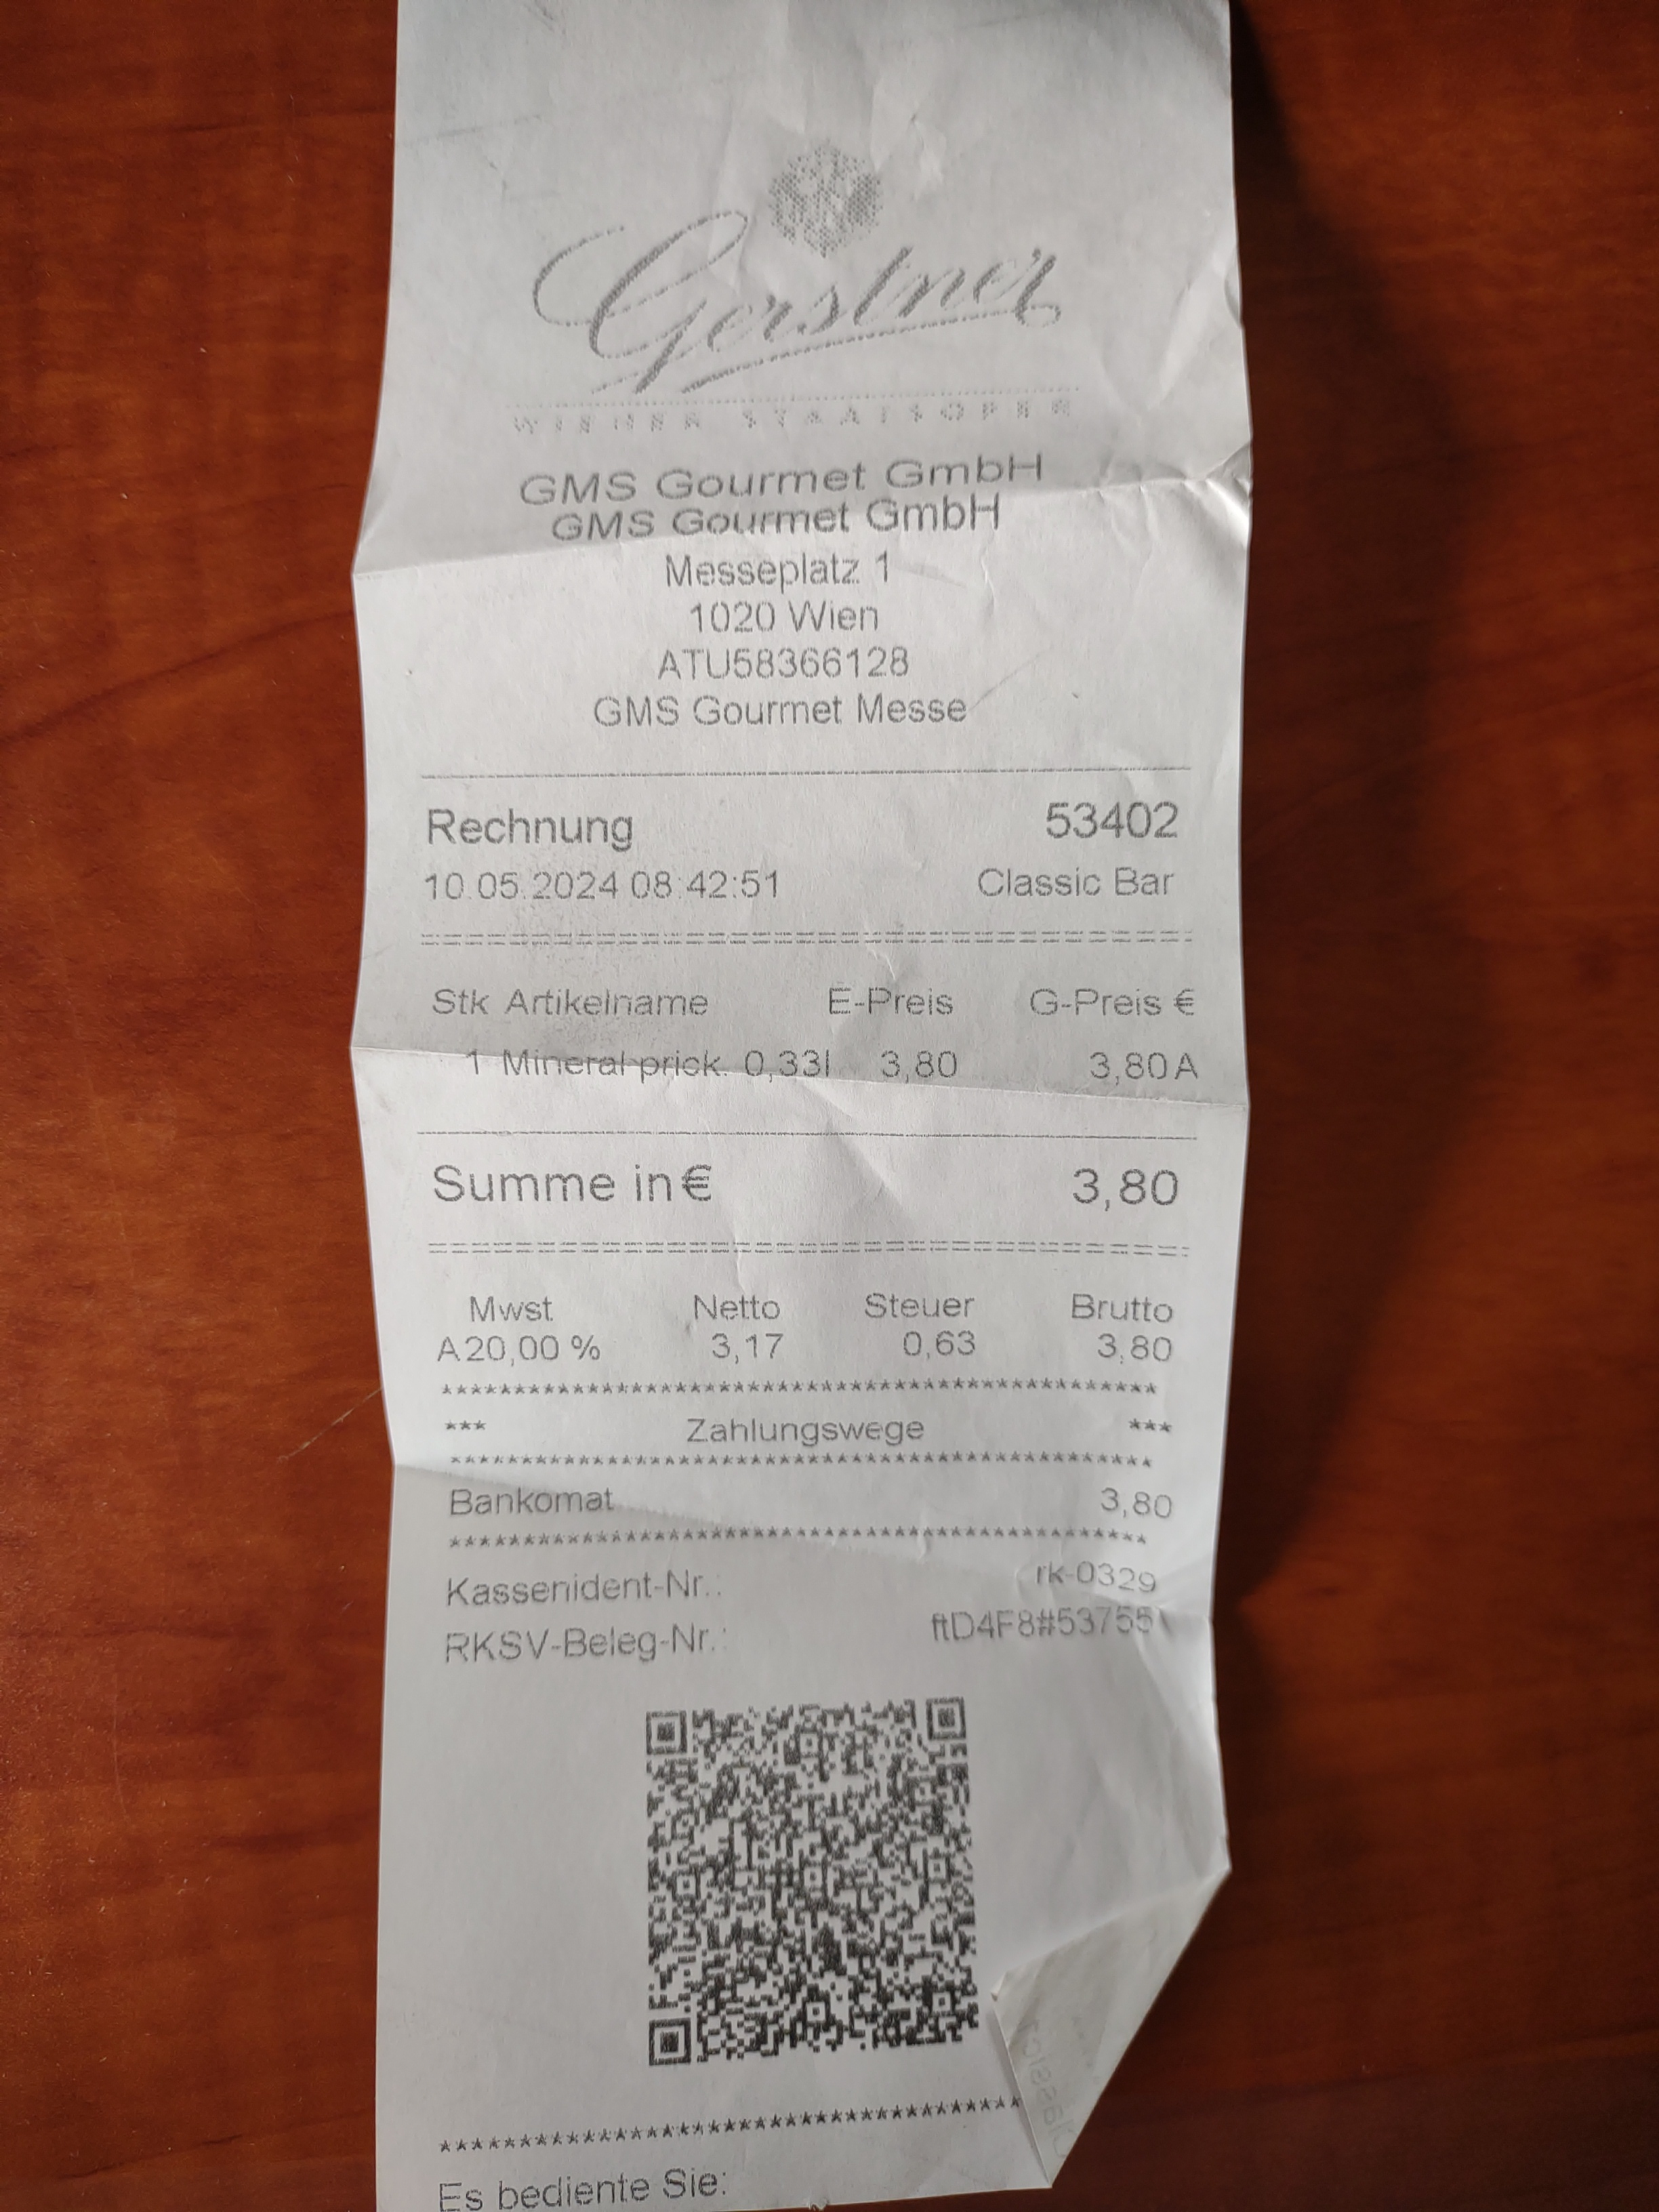 Gerstner
WIENER STAATSOPER
GMS Gourmet GmbH
GMS Gourmet GmbH
Messeplatz 1
1020 Wien
ATU58366128
GMS Gourmet Messe
Rechnung 53402
10.05.2024 08:42:51 Classic Bar
Stk Artikelname E-Preis G-Preis €
1 Mineral prick. 0,33l 3,80 3,80 A
Summe in € 3,80
Mwst Netto Steuer Brutto
A 20,00 % 3,17 0,63 3,80
*** Zahlungswege ***
Bankomat 3,80
Kassenident-Nr.: rk-0329
RKSV-Beleg-Nr.: ftD4F8#53755
Es bediente Sie: